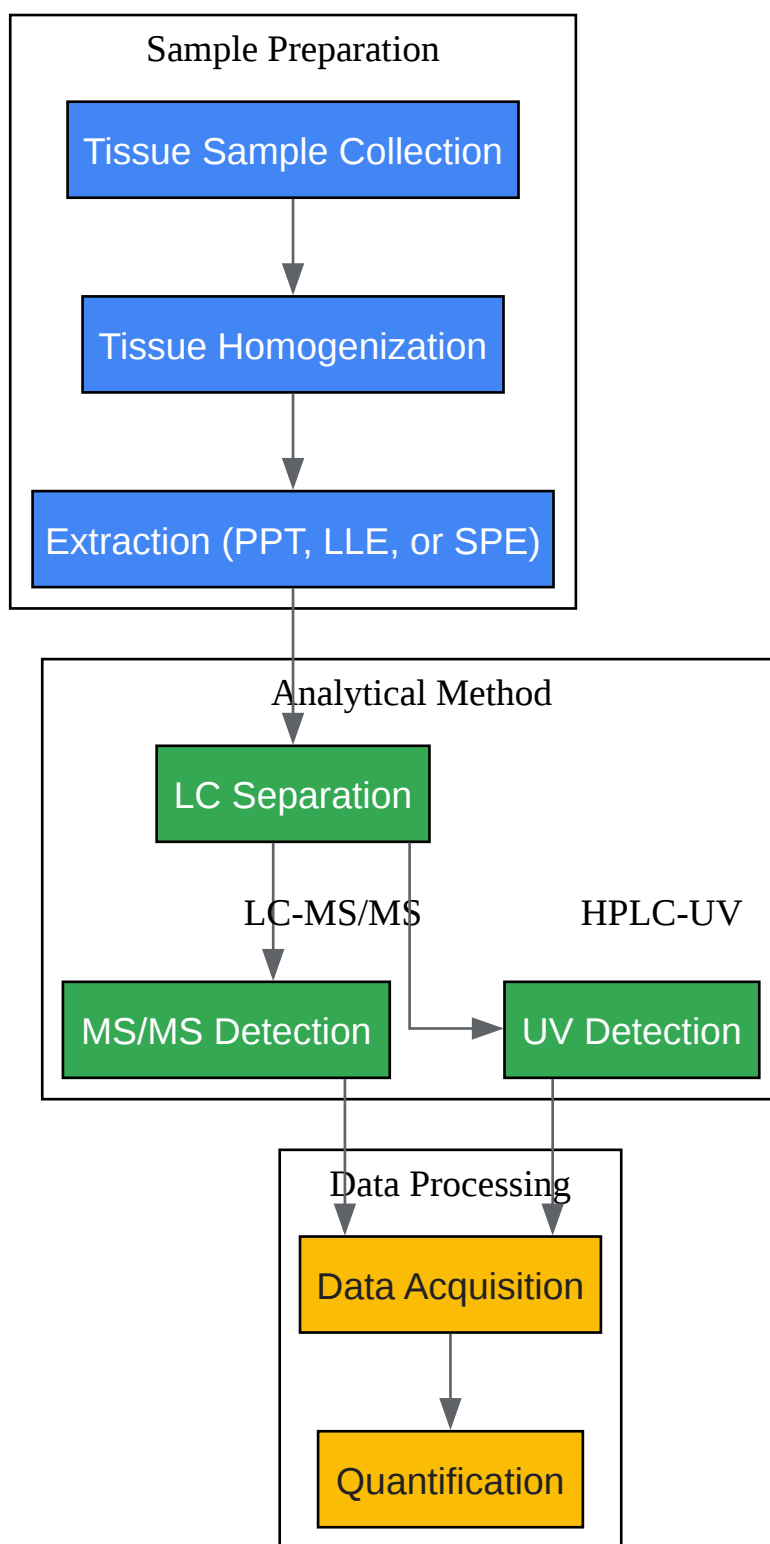 Sample Preparation
Tissue Sample Collection
Tissue Homogenization
Extraction (PPT, LLE, or SPE)
Analytical Method
LC Separation
LC-MS/MS
HPLC-UV
MS/MS Detection
UV Detection
Data Processing
Data Acquisition
Quantification